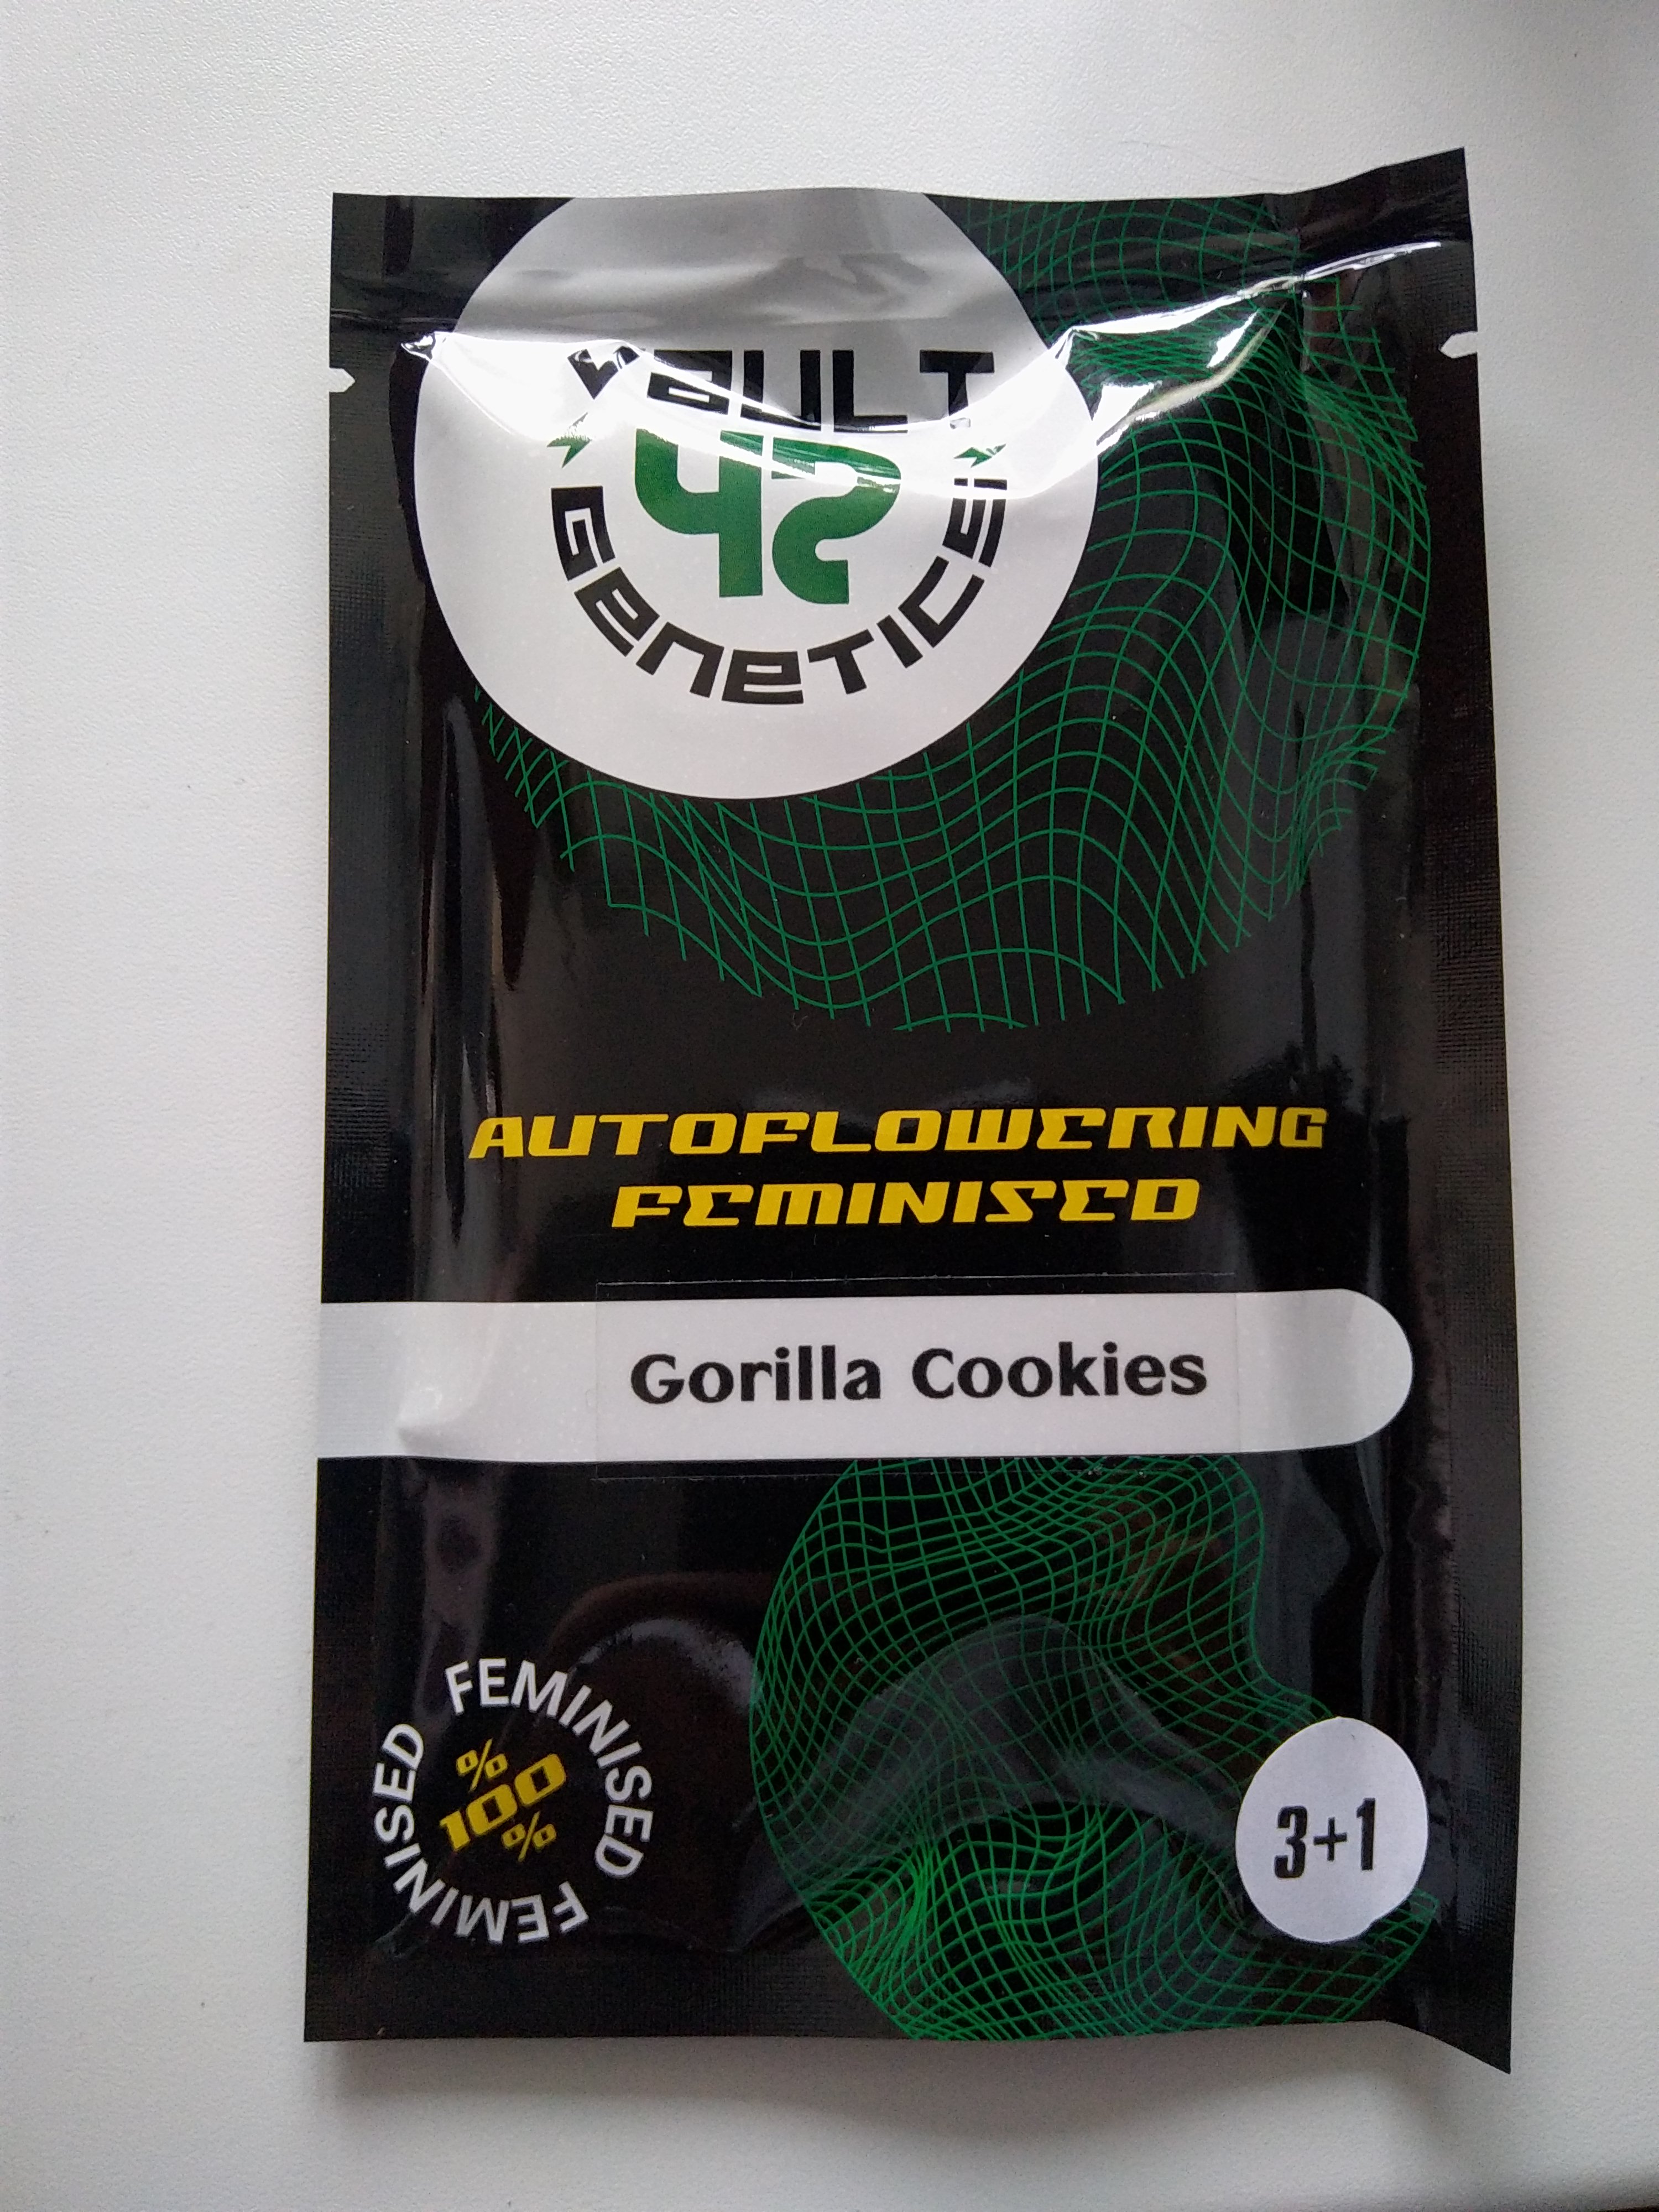 VAULT
42
GENETICS
AUTOFLOWERING
FEMINISED
Gorilla Cookies
FEMINISED
FEMINISED
%
100
%
3+1